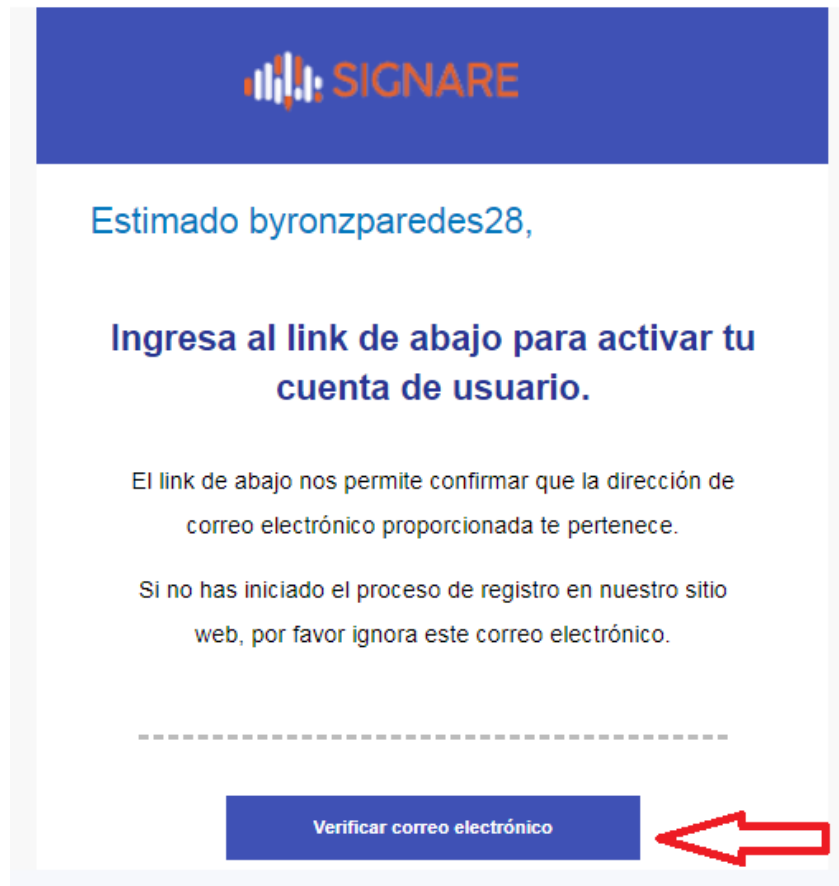 SIGNARE
Estimado byronzparedes28,
Ingresa al link de abajo para activar tu
cuenta de usuario.
El link de abajo nos permite confirmar que la dirección de
correo electrónico proporcionada te pertenece.
Si no has iniciado el proceso de registro en nuestro sitio
web, por favor ignora este correo electrónico.
Verificar correo electrónico